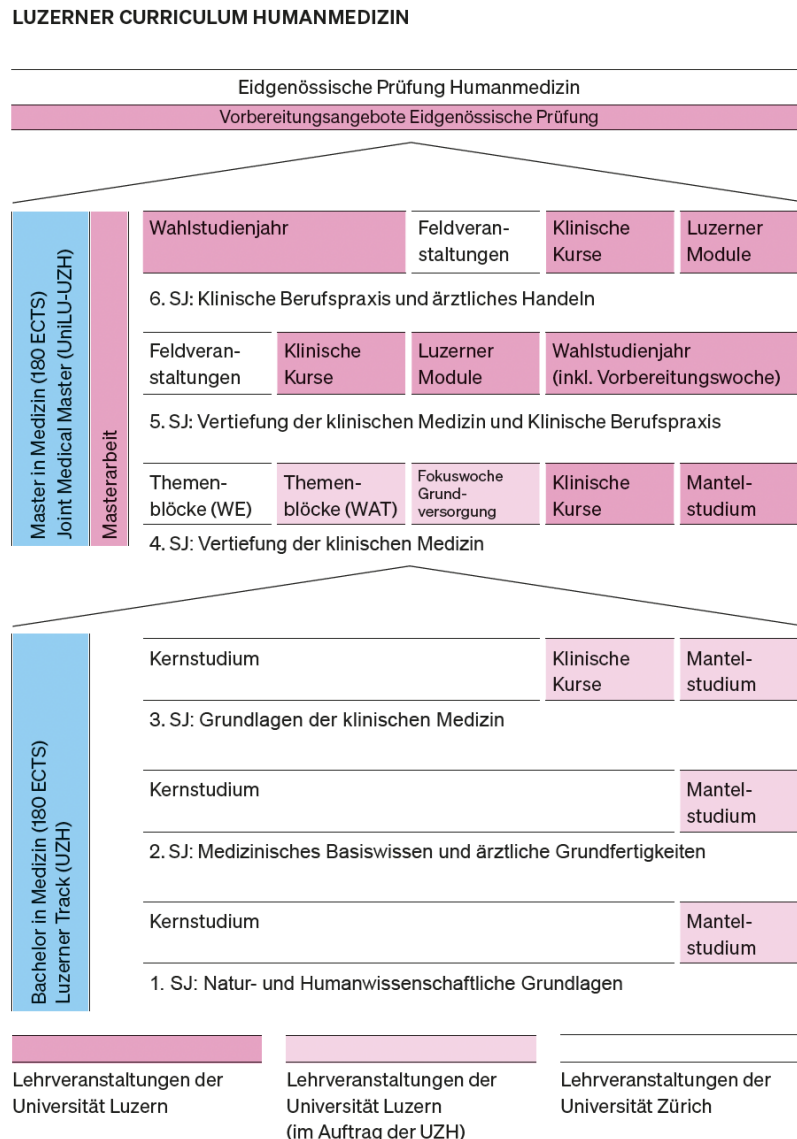 LUZERNER CURRICULUM HUMANMEDIZIN
Eidgenössische Prüfung Humanmedizin
Vorbereitungsangebote Eidgenössische Prüfung
Master in Medizin (180 ECTS)
Joint Medical Master (UniLU-UZH)
Masterarbeit
Wahlstudienjahr
Feldveran-
staltungen
Klinische
Kurse
Luzerner
Module
6. SJ: Klinische Berufspraxis und ärztliches Handeln
Feldveran-
staltungen
Klinische
Kurse
Luzerner
Module
Wahlstudienjahr
(inkl. Vorbereitungswoche)
5. SJ: Vertiefung der klinischen Medizin und Klinische Berufspraxis
Themen-
blöcke (WE)
Themen-
blöcke (WAT)
Fokuswoche
Grund-
versorgung
Klinische
Kurse
Mantel-
studium
4. SJ: Vertiefung der klinischen Medizin
Bachelor in Medizin (180 ECTS)
Luzerner Track (UZH)
Kernstudium
Klinische
Kurse
Mantel-
studium
3. SJ: Grundlagen der klinischen Medizin
Kernstudium
Mantel-
studium
2. SJ: Medizinisches Basiswissen und ärztliche Grundfertigkeiten
Kernstudium
Mantel-
studium
1. SJ: Natur- und Humanwissenschaftliche Grundlagen
Lehrveranstaltungen der
Universität Luzern
Lehrveranstaltungen der
Universität Luzern
(im Auftrag der UZH)
Lehrveranstaltungen der
Universität Zürich